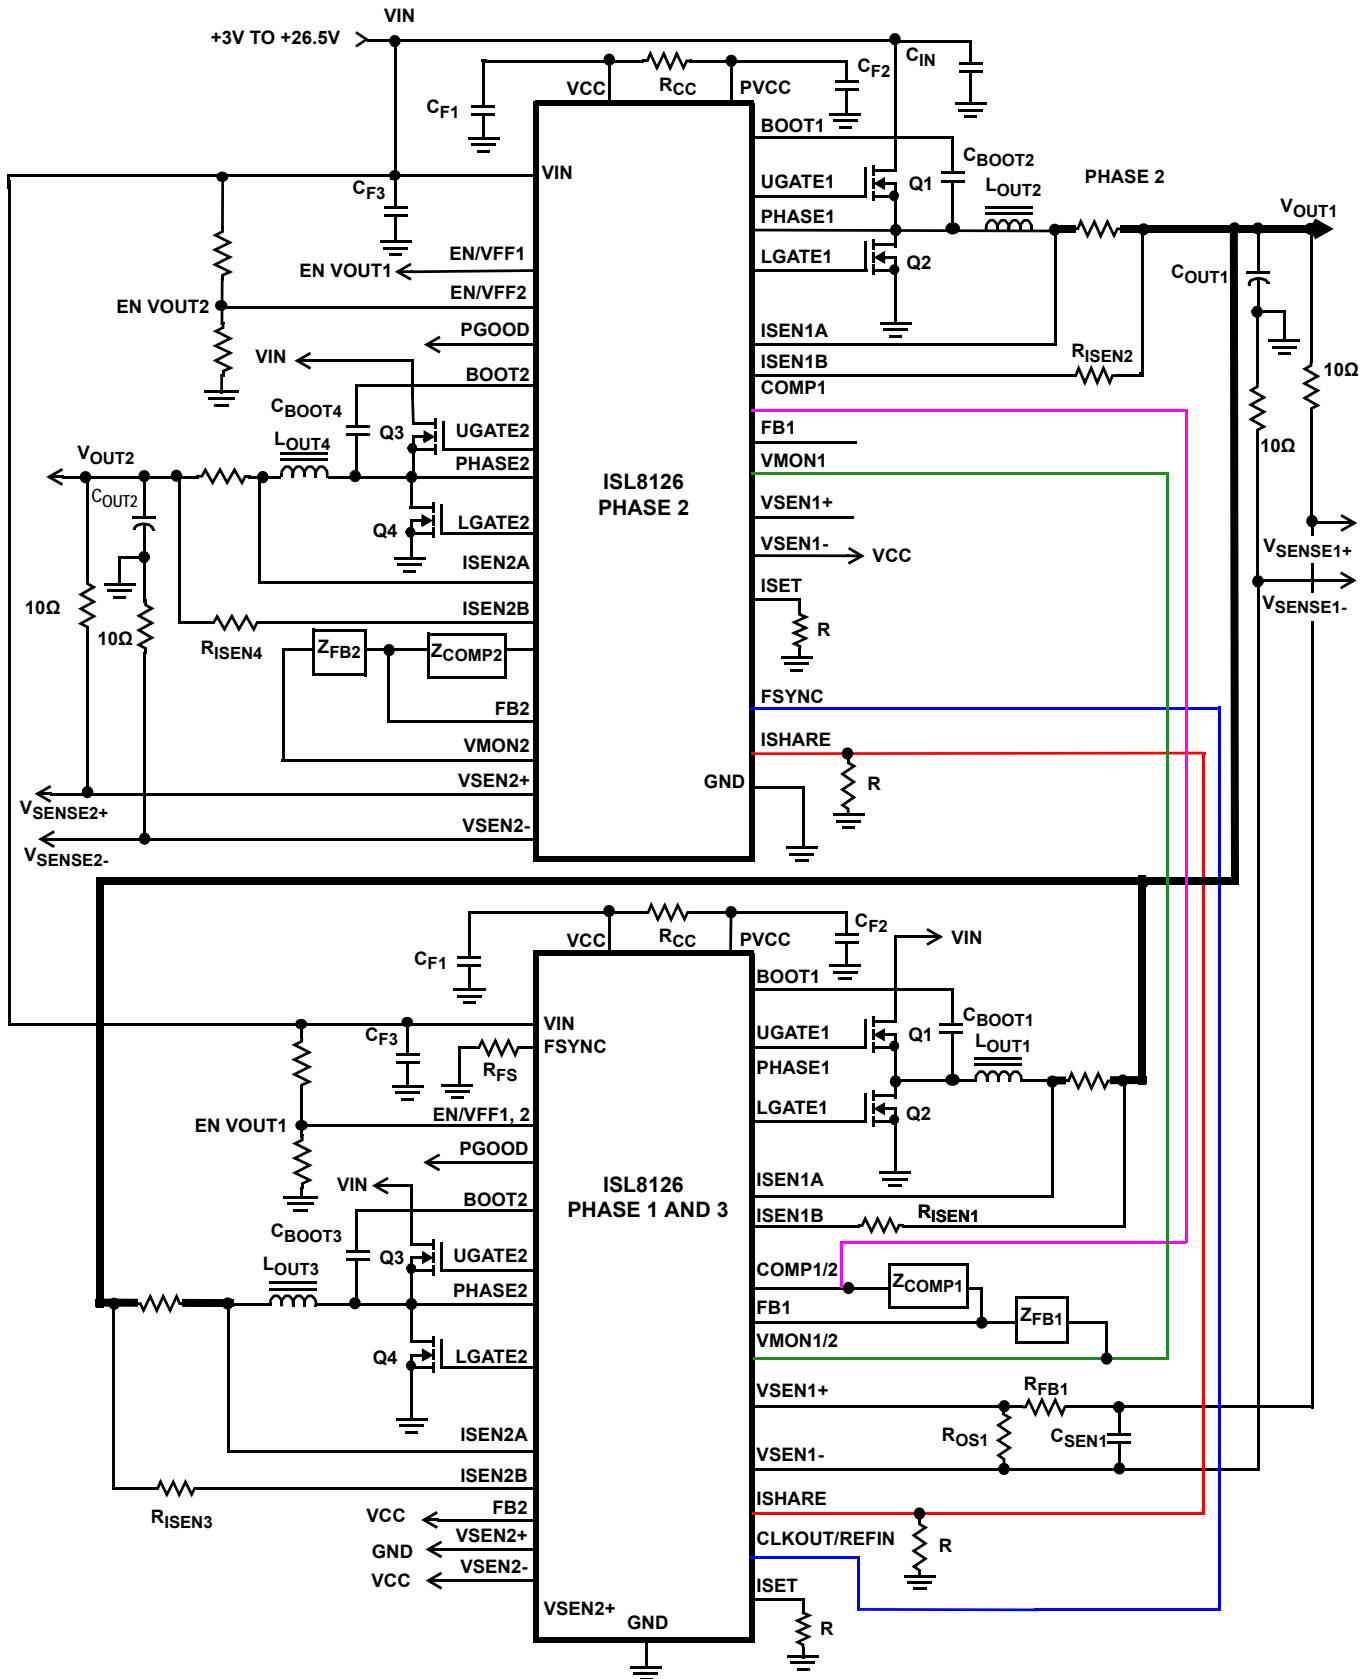 VIN
+3V TO +26.5V
CF1
VCC
RCC
PVCC
CF2
CIN
BOOT1
CBOOT2
LOUT2
PHASE 2
VOUT1
VIN
CF3
UGATE1
Q1
PHASE1
LGATE1
Q2
COUT1
EN/VFF1
EN VOUT1
EN/VFF2
EN VOUT2
PGOOD
VIN
BOOT2
ISEN1A
ISEN1B
RISEN2
COMP1
10Ω
10Ω
CBOOT4
Q3
UGATE2
LOUT4
VOUT2
PHASE2
COUT2
Q4
LGATE2
ISEN2A
ISL8126
PHASE 2
FB1
VMON1
VSEN1+
VSEN1-
VCC
VSENSE1+
VSENSE1-
ISET
R
10Ω
10Ω
ISEN2B
RISEN4
ZFB2
ZCOMP2
FB2
VMON2
VSEN2+
VSENSE2+
VSEN2-
VSENSE2-
FSYNC
ISHARE
R
GND
CF1
VCC
RCC
PVCC
CF2
VIN
BOOT1
CBOOT1
LOUT1
VIN
CF3
FSYNC
RFS
UGATE1
Q1
PHASE1
LGATE1
Q2
EN VOUT1
EN/VFF1, 2
PGOOD
VIN
BOOT2
ISL8126
PHASE 1 AND 3
ISEN1A
ISEN1B
RISEN1
CBOOT3
Q3
UGATE2
LOUT3
PHASE2
Q4
LGATE2
COMP1/2
ZCOMP1
FB1
ZFB1
VMON1/2
VSEN1+
RFB1
ROS1
CSEN1
VSEN1-
ISEN2A
ISEN2B
RISEN3
FB2
VCC
VSEN2+
GND
VSEN2-
VCC
VSEN2+
GND
ISHARE
R
CLKOUT/REFIN
ISET
R